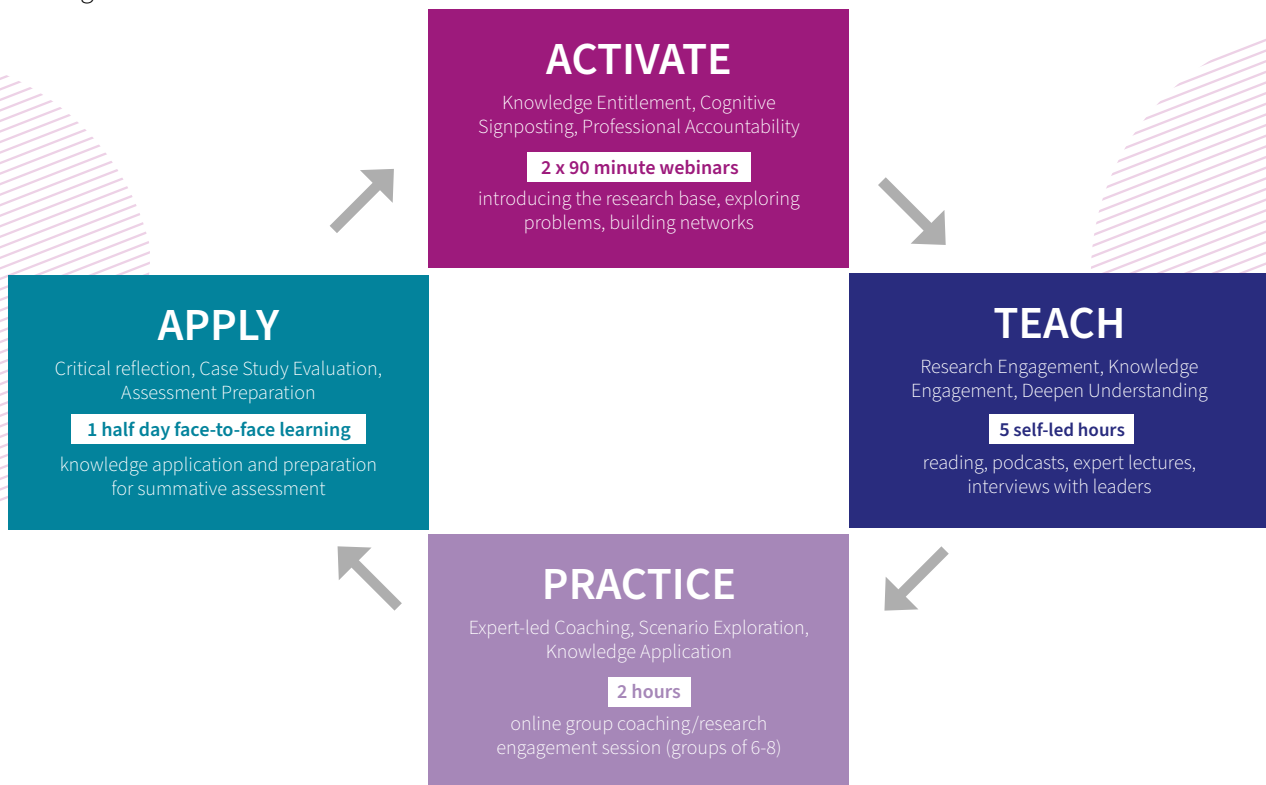 ACTIVATE
Knowledge Entitlement, Cognitive
Signposting, Professional Accountability
2 x 90 minute webinars
introducing the research base, exploring
problems, building networks
TEACH
Research Engagement, Knowledge
Engagement, Deepen Understanding
5 self-led hours
reading, podcasts, expert lectures,
interviews with leaders
PRACTICE
Expert-led Coaching, Scenario Exploration,
Knowledge Application
2 hours
online group coaching/research
engagement session (groups of 6-8)
APPLY
Critical reflection, Case Study Evaluation,
Assessment Preparation
1 half day face-to-face learning
knowledge application and preparation
for summative assessment